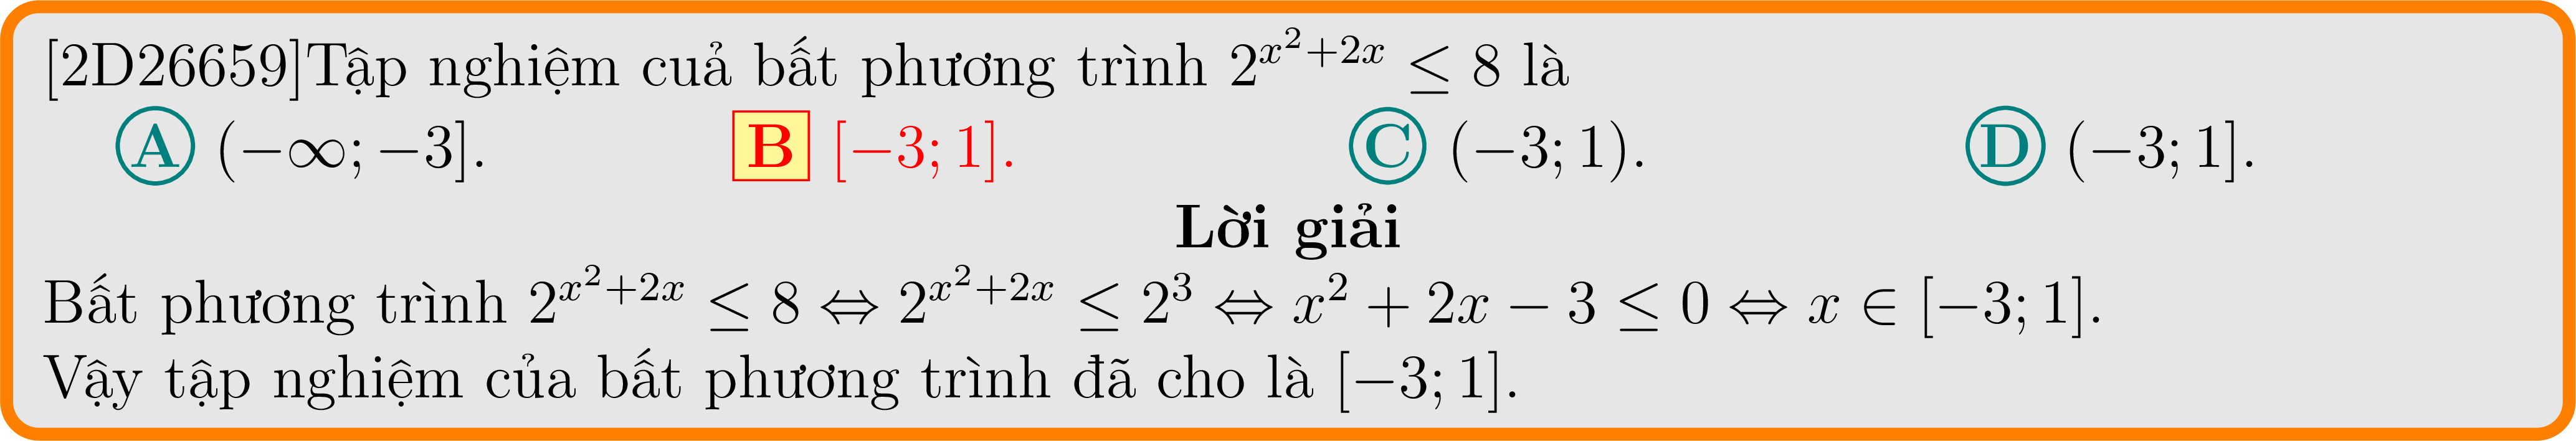 [2D26659]Tập nghiệm cuả bất phương trình $2^{x^2+2x} \leq 8$ là
A $(-\infty; -3]$. B $[-3; 1]$. C $(-3; 1)$. D $(-3; 1]$.
Lời giải
Bất phương trình $2^{x^2+2x} \leq 8 \Leftrightarrow 2^{x^2+2x} \leq 2^3 \Leftrightarrow x^2 + 2x - 3 \leq 0 \Leftrightarrow x \in [-3; 1]$.
Vậy tập nghiệm của bất phương trình đã cho là $[-3; 1]$.